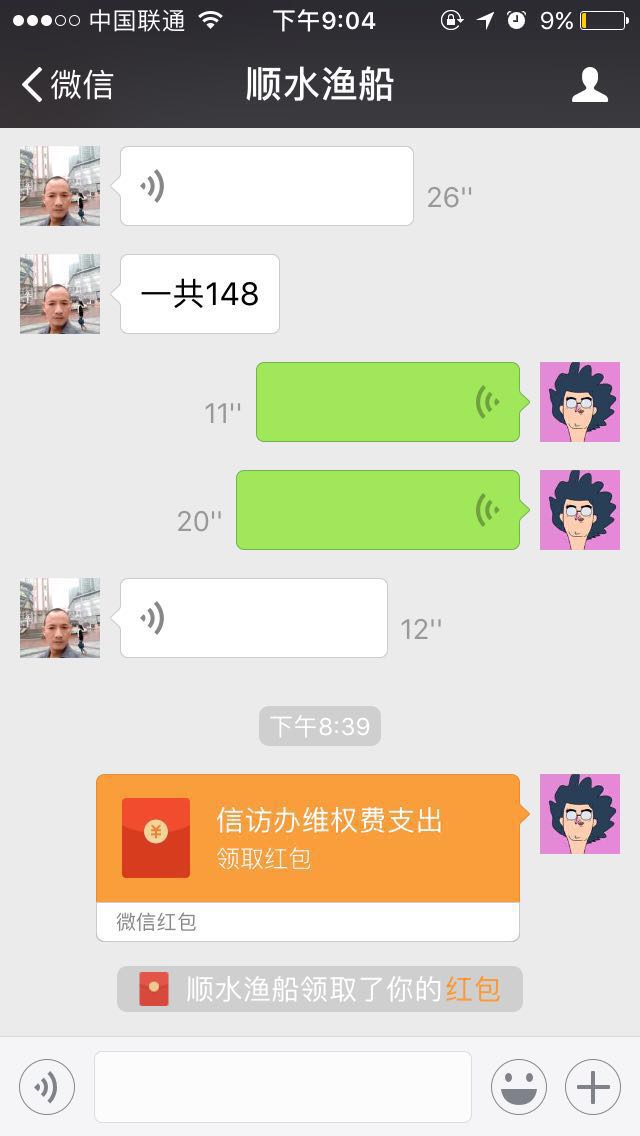 中国联通 下午9:04 9%
微信 顺水渔船
26''
一共148
11''
20''
12''
下午8:39
信访办维权费支出
领取红包
微信红包
顺水渔船领取了你的红包